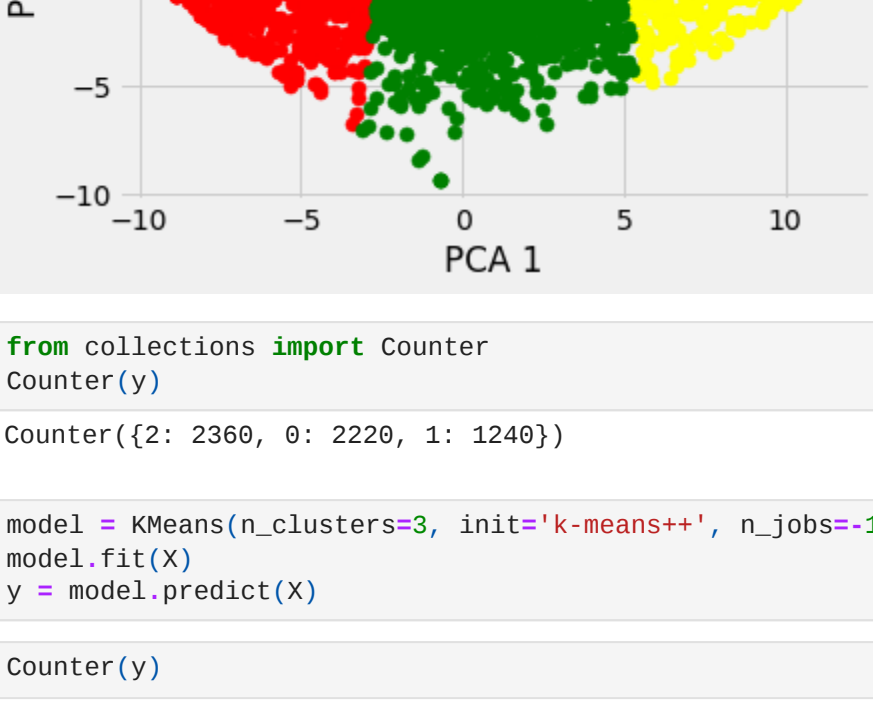 P
−5
−10
−10 −5 0 5 10
PCA 1
from collections import Counter
Counter(y)
Counter({2: 2360, 0: 2220, 1: 1240})
model = KMeans(n_clusters=3, init='k-means++', n_jobs=-1
model.fit(X)
y = model.predict(X)
Counter(y)